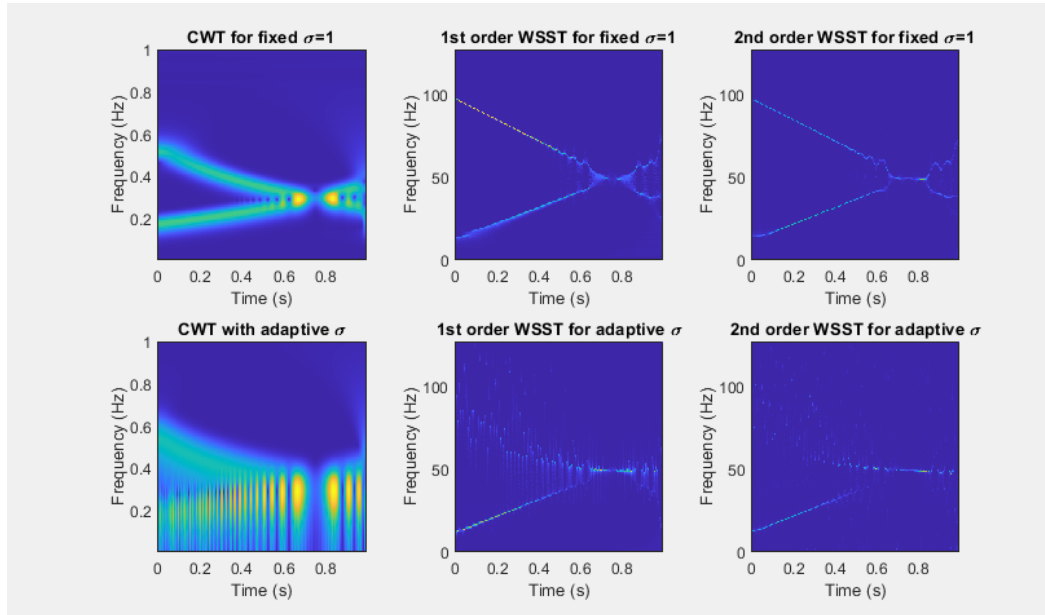 CWT for fixed σ=1
1
0.8
0.6
0.4
0.2
Frequency (Hz)
0 0.2 0.4 0.6 0.8
Time (s)
1st order WSST for fixed σ=1
100
50
0
Frequency (Hz)
0 0.2 0.4 0.6 0.8
Time (s)
2nd order WSST for fixed σ=1
100
50
0
Frequency (Hz)
0 0.2 0.4 0.6 0.8
Time (s)
CWT with adaptive σ
1
0.8
0.6
0.4
0.2
Frequency (Hz)
0 0.2 0.4 0.6 0.8
Time (s)
1st order WSST for adaptive σ
100
50
0
Frequency (Hz)
0 0.2 0.4 0.6 0.8
Time (s)
2nd order WSST for adaptive σ
100
50
0
Frequency (Hz)
0 0.2 0.4 0.6 0.8
Time (s)